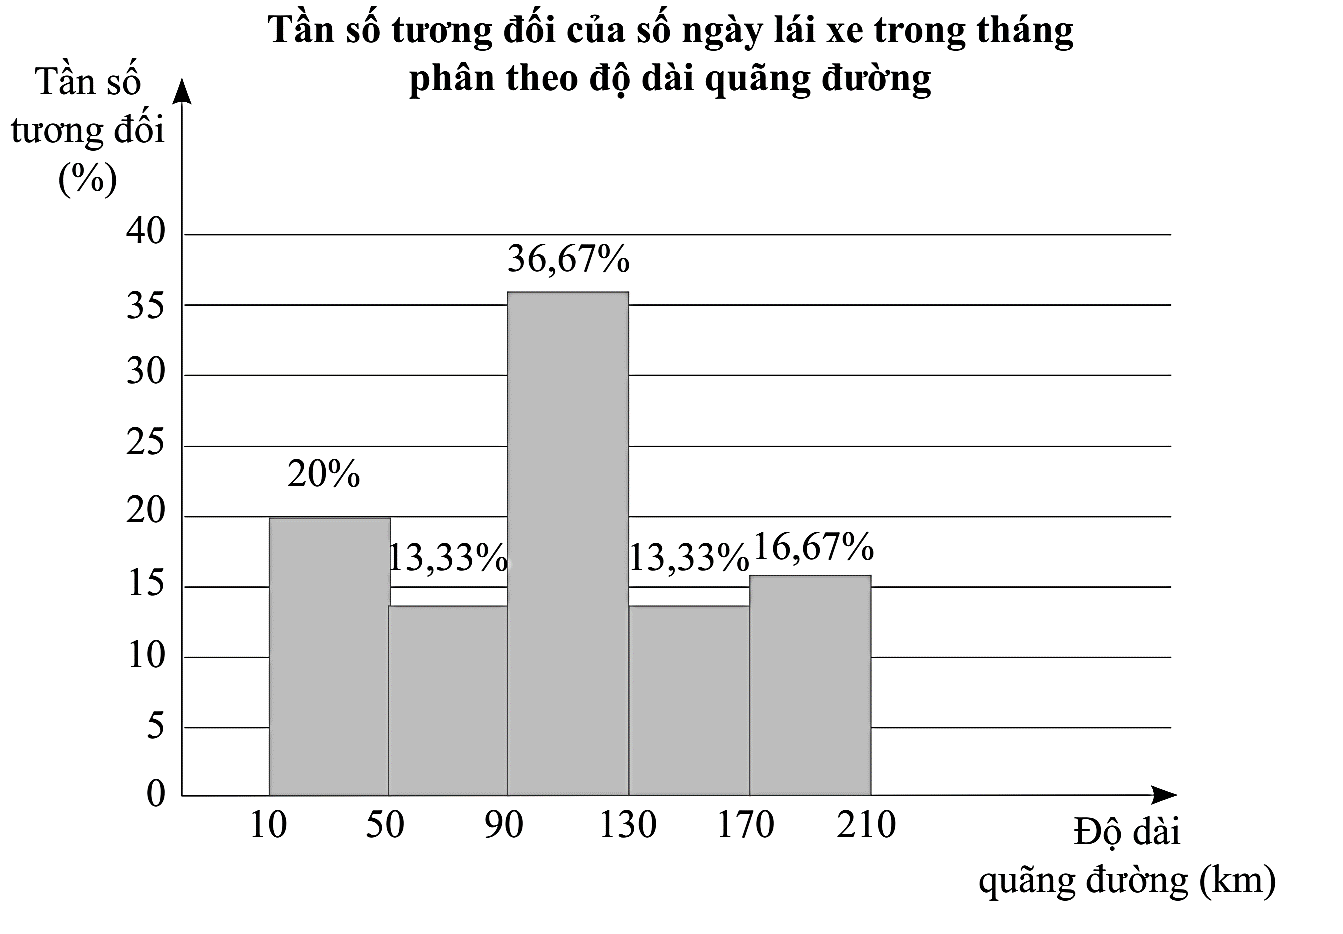 Tần số tương đối của số ngày lái xe trong tháng
phân theo độ dài quãng đường
Tần số
tương đối
(%)
40
36,67%
35
30
25
20%
20
13,33%
13,33%
16,67%
15
10
5
0
10 50 90 130 170 210
Độ dài
quãng đường (km)